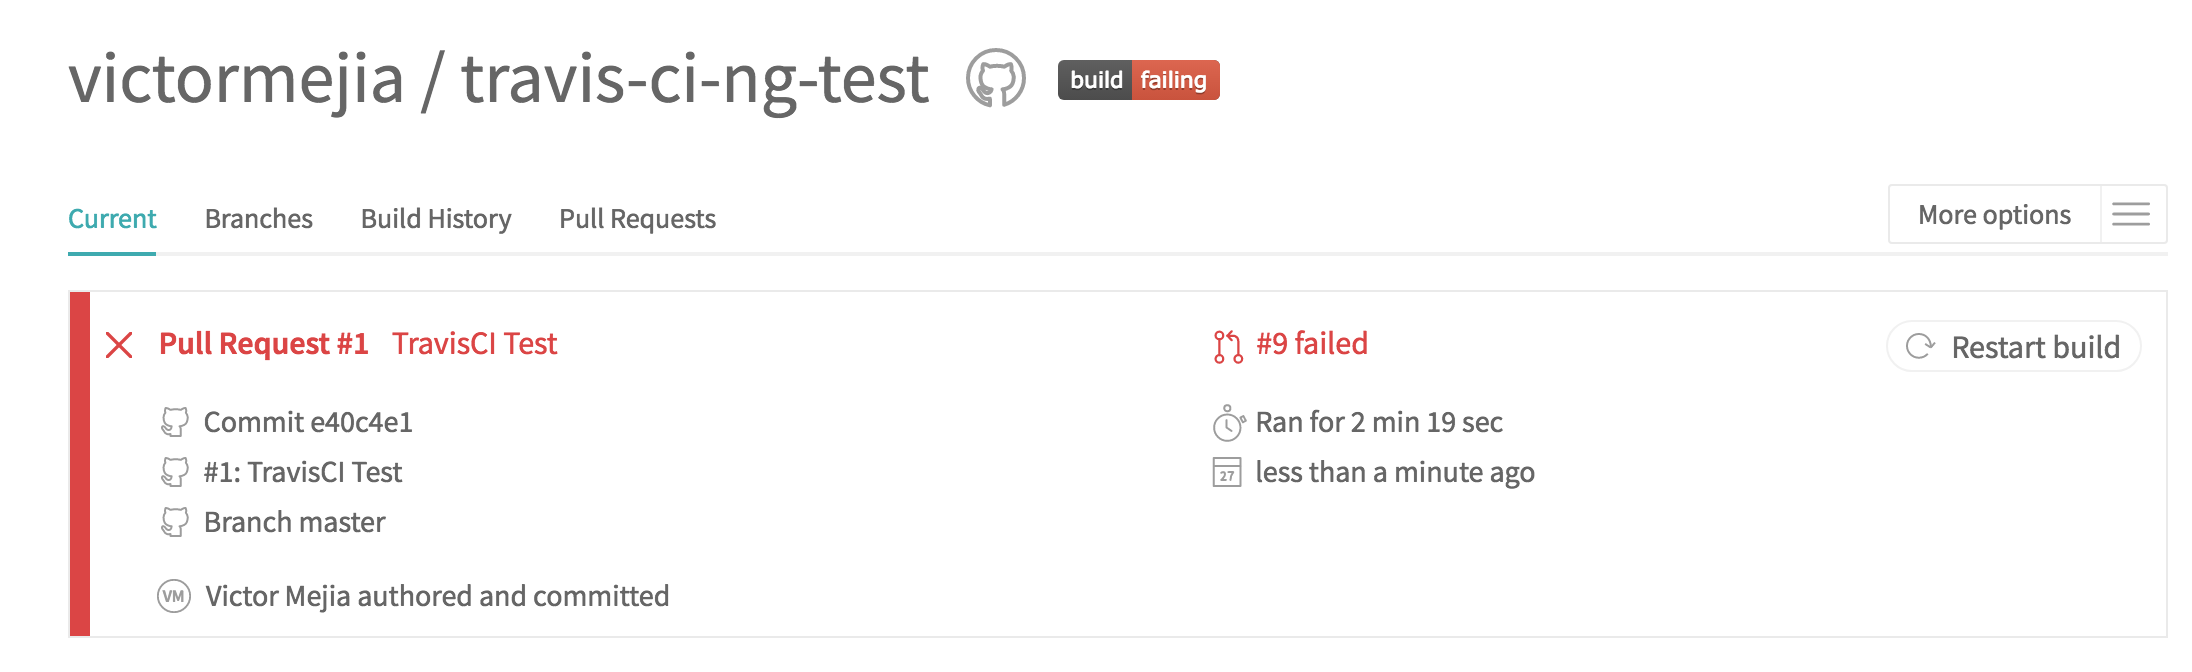 victormejia / travis-ci-ng-test build failing
Current Branches Build History Pull Requests More options
Pull Request #1 TravisCI Test #9 failed Restart build
Commit e40c4e1 Ran for 2 min 19 sec
#1: TravisCI Test 27 less than a minute ago
Branch master
VM Victor Mejia authored and committed